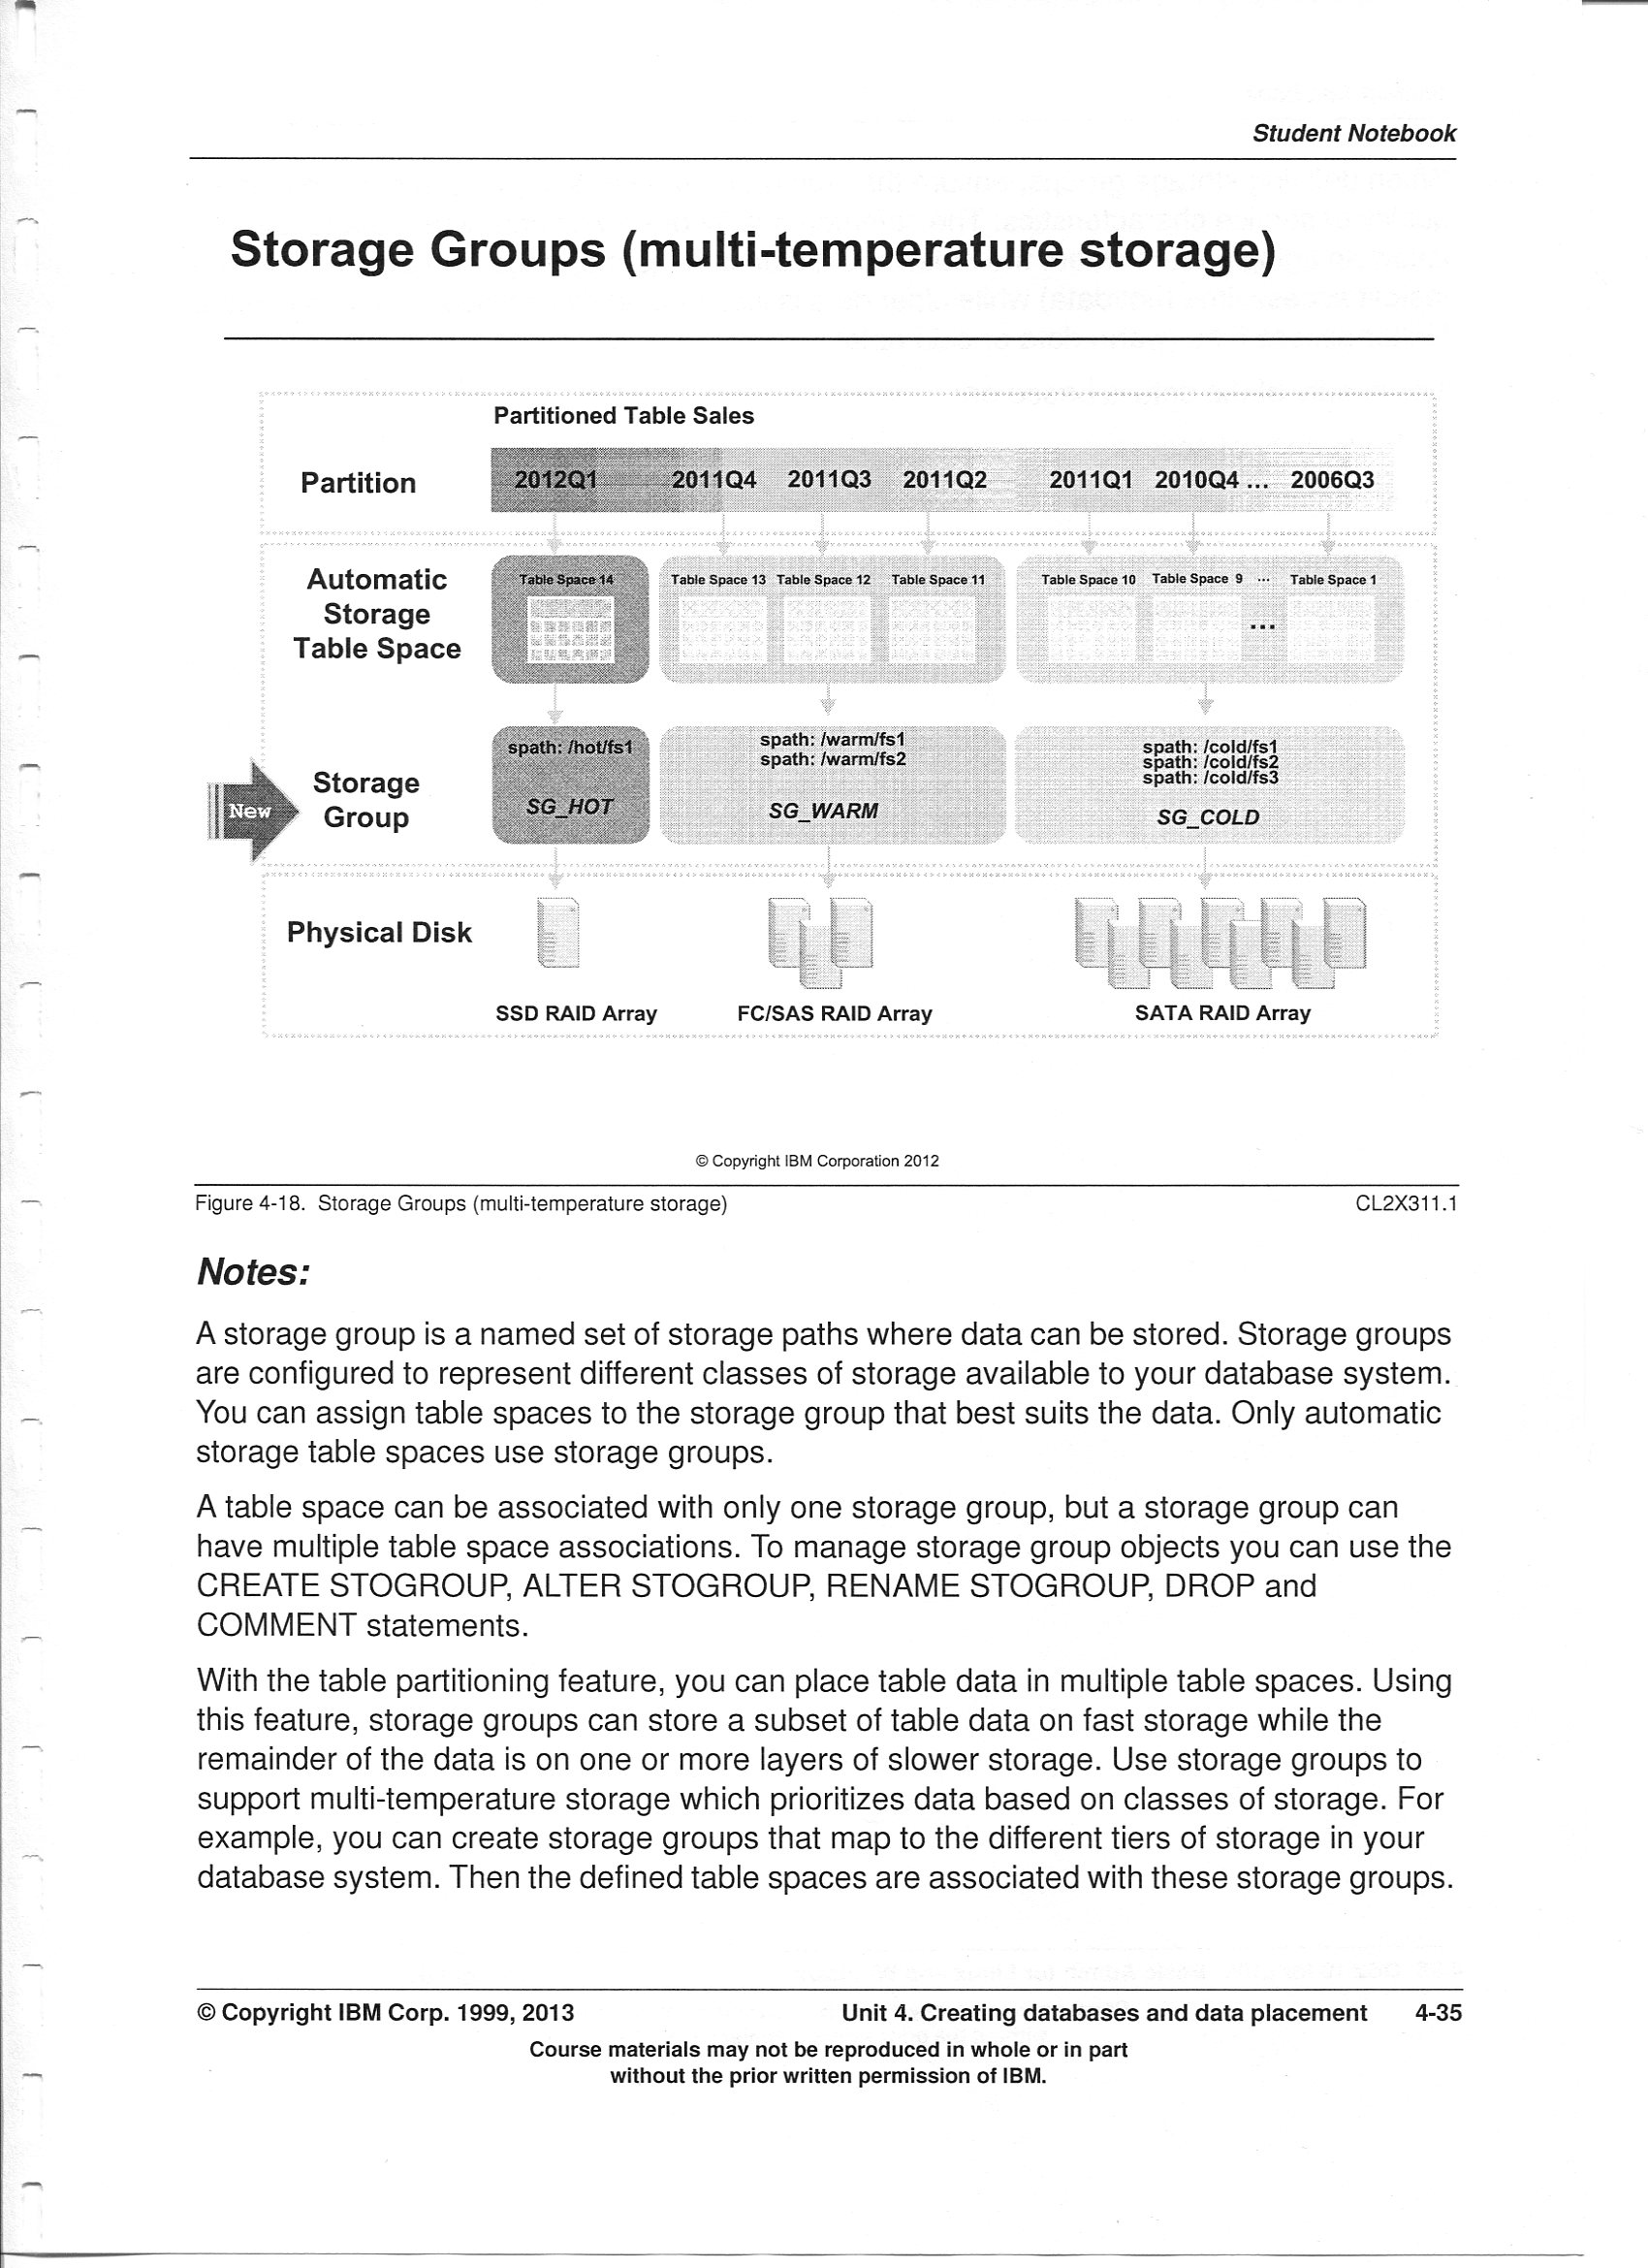 Student Notebook
Storage Groups (multi-temperature storage)
Partitioned Table Sales
Partition
2012Q1 2011Q4 2011Q3 2011Q2 2011Q1 2010Q4 ... 2006Q3
Automatic
Storage
Table Space
Table Space 14 Table Space 13 Table Space 12 Table Space 11 Table Space 10 Table Space 9 ... Table Space 1
...
New
Storage
Group
spath: /hot/fs1
SG_HOT
spath: /warm/fs1
spath: /warm/fs2
SG_WARM
spath: /cold/fs1
spath: /cold/fs2
spath: /cold/fs3
SG_COLD
Physical Disk
SSD RAID Array FC/SAS RAID Array SATA RAID Array
© Copyright IBM Corporation 2012
Figure 4-18. Storage Groups (multi-temperature storage) CL2X311.1
Notes:
A storage group is a named set of storage paths where data can be stored. Storage groups
are configured to represent different classes of storage available to your database system.
You can assign table spaces to the storage group that best suits the data. Only automatic
storage table spaces use storage groups.
A table space can be associated with only one storage group, but a storage group can
have multiple table space associations. To manage storage group objects you can use the
CREATE STOGROUP, ALTER STOGROUP, RENAME STOGROUP, DROP and
COMMENT statements.
With the table partitioning feature, you can place table data in multiple table spaces. Using
this feature, storage groups can store a subset of table data on fast storage while the
remainder of the data is on one or more layers of slower storage. Use storage groups to
support multi-temperature storage which prioritizes data based on classes of storage. For
example, you can create storage groups that map to the different tiers of storage in your
database system. Then the defined table spaces are associated with these storage groups.
© Copyright IBM Corp. 1999, 2013 Unit 4. Creating databases and data placement 4-35
Course materials may not be reproduced in whole or in part
without the prior written permission of IBM.